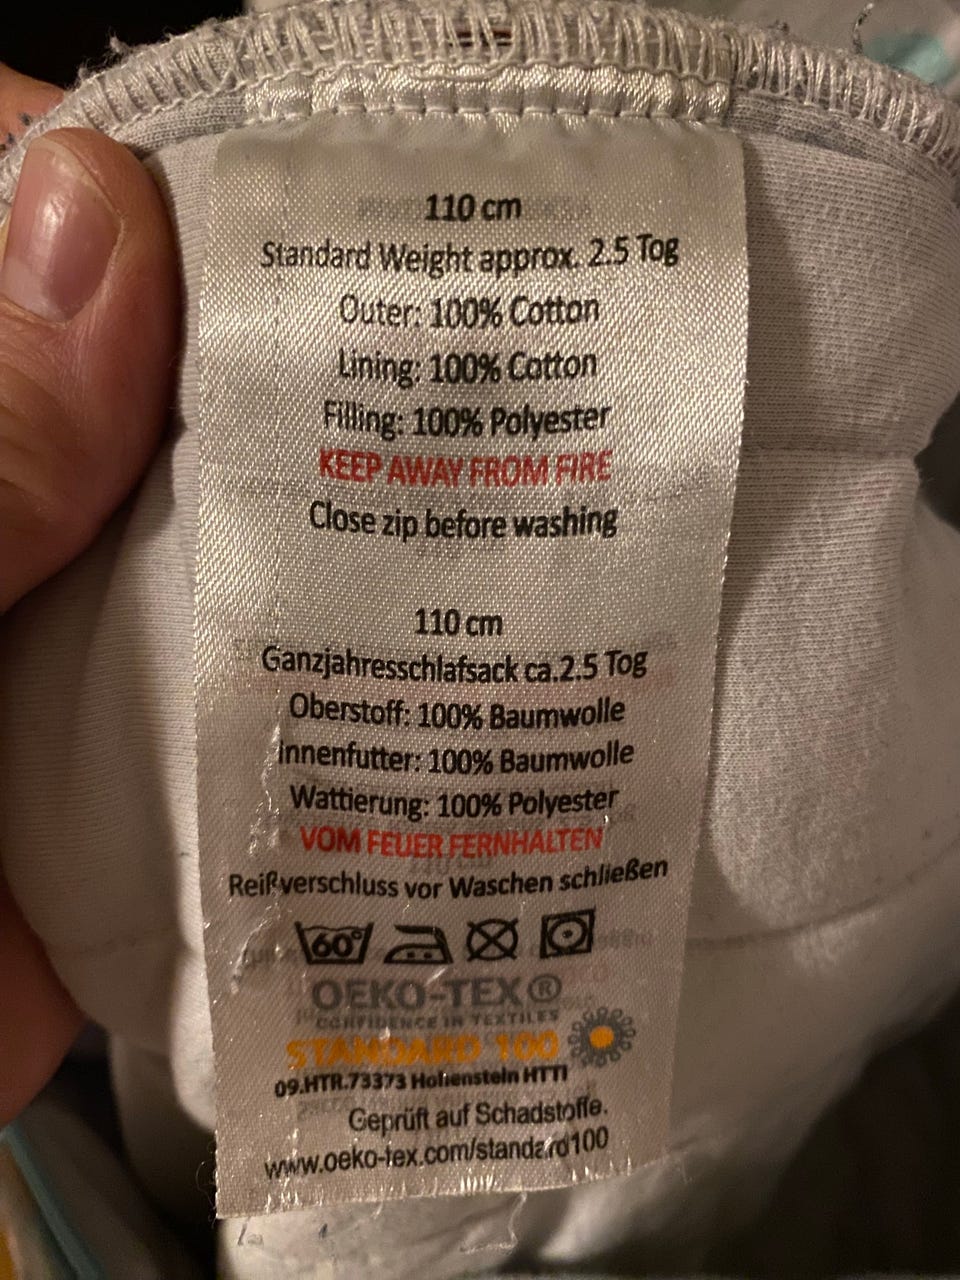 110 cm
Standard Weight approx. 2.5 Tog
Outer: 100% Cotton
Lining: 100% Cotton
Filling: 100% Polyester
KEEP AWAY FROM FIRE
Close zip before washing
110 cm
Ganzjahresschlafsack ca.2.5 Tog
Oberstoff: 100% Baumwolle
Innenfutter: 100% Baumwolle
Wattierung: 100% Polyester
VOM FEUER FERNHALTEN
Reißverschluss vor Waschen schließen
60°
OEKO-TEX®
CONFIDENCE IN TEXTILES
STANDARD 100
09.HTR.73373 Hohenstein HTTI
Geprüft auf Schadstoffe.
www.oeko-tex.com/standard100